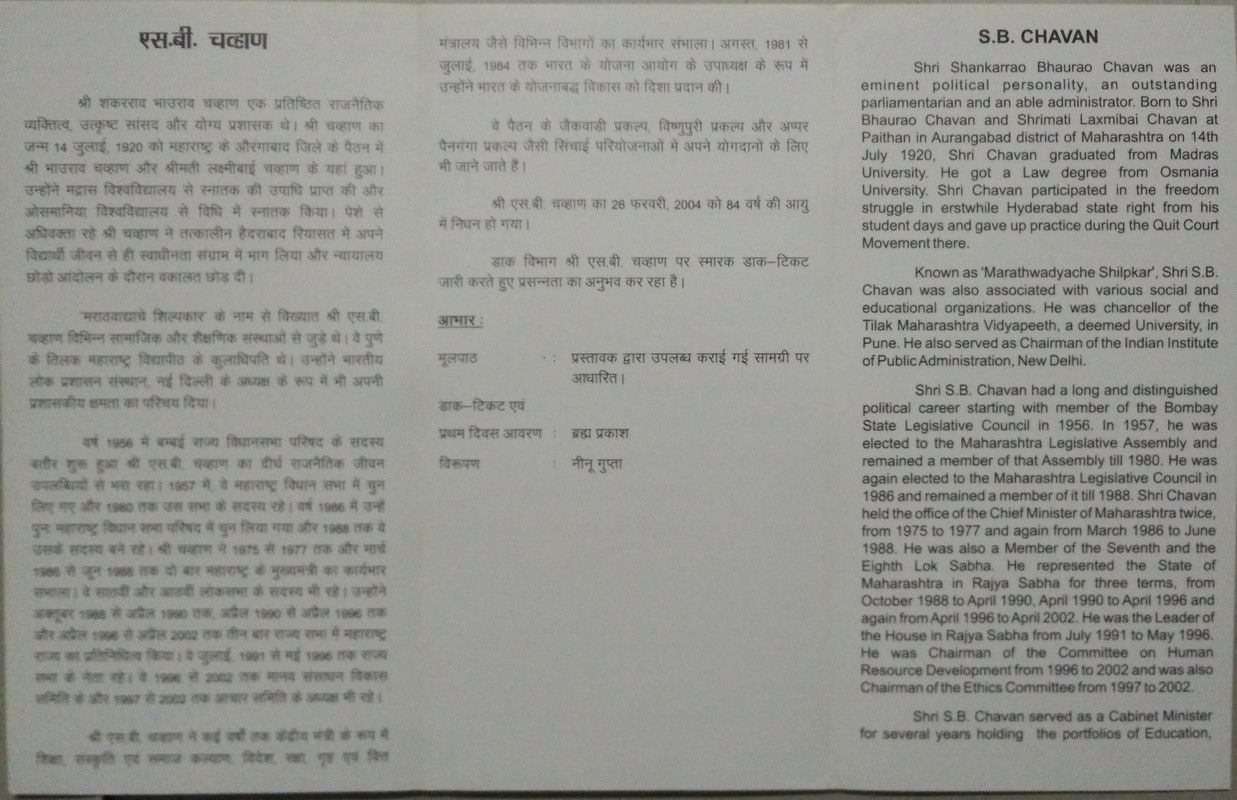 एस.बी. चव्हाण
श्री शंकरराव भाउराव चव्हाण एक प्रतिष्ठित राजनैतिक
व्यक्तित्व, उत्कृष्ट सांसद और योग्य प्रशासक थे। श्री चव्हाण का
जन्म 14 जुलाई, 1920 को महाराष्ट्र के औरंगाबाद जिले के पैठन में
श्री भाउराव चव्हाण और श्रीमती लक्ष्मीबाई चव्हाण के यहां हुआ।
उन्होंने मद्रास विश्वविद्यालय से स्नातक की उपाधि प्राप्त की और
ओसमानिया विश्वविद्यालय से विधि में स्नातक किया। पेशे से
अधिवक्ता रहे श्री चव्हाण ने तत्कालीन हैदराबाद रियासत में अपने
विद्यार्थी जीवन से ही स्वाधीनता संग्राम में भाग लिया और न्यायालय
छोड़ो आंदोलन के दौरान वकालत छोड़ दी।
'मराठवाद्याचे शिल्पकार' के नाम से विख्यात श्री एस.बी.
चव्हाण विभिन्न सामाजिक और शैक्षणिक संस्थाओं से जुड़े थे। वे पुणे
के तिलक महाराष्ट्र विद्यापीठ के कुलाधिपति थे। उन्होंने भारतीय
लोक प्रशासन संस्थान, नई दिल्ली के अध्यक्ष के रूप में भी अपनी
प्रशासकीय क्षमता का परिचय दिया।
वर्ष 1956 में बम्बई राज्य विधानसभा परिषद के सदस्य
बतौर शुरू हुआ श्री एस.बी. चव्हाण का दीर्घ राजनैतिक जीवन
उपलब्धियों से भरा रहा। 1957 में, वे महाराष्ट्र विधान सभा में चुन
लिए गए और 1980 तक उस सभा के सदस्य रहे। वर्ष 1986 में उन्हें
पुनः महाराष्ट्र विधान सभा परिषद में चुन लिया गया और 1988 तक वे
उसके सदस्य बने रहे। श्री चव्हाण ने 1975 से 1977 तक और मार्च
1986 से जून 1988 तक दो बार महाराष्ट्र के मुख्यमंत्री का कार्यभार
संभाला। वे सातवीं और आठवीं लोकसभा के सदस्य भी रहे। उन्होंने
अक्तूबर 1988 से अप्रैल 1990 तक, अप्रैल 1990 से अप्रैल 1996 तक
और अप्रैल 1996 से अप्रैल 2002 तक तीन बार राज्य सभा में महाराष्ट्र
राज्य का प्रतिनिधित्व किया। वे जुलाई, 1991 से मई 1996 तक राज्य
सभा के नेता रहे। वे 1996 से 2002 तक मानव संसाधन विकास
समिति के और 1997 से 2002 तक आचार समिति के अध्यक्ष भी रहे।
श्री एस.बी. चव्हाण ने कई वर्षों तक केंद्रीय मंत्री के रूप में
शिक्षा, संस्कृति एवं समाज कल्याण, विदेश, रक्षा, गृह एवं वित्त
मंत्रालय जैसे विभिन्न विभागों का कार्यभार संभाला। अगस्त, 1981 से
जुलाई, 1984 तक भारत के योजना आयोग के उपाध्यक्ष के रूप में
उन्होंने भारत के योजनाबद्ध विकास को दिशा प्रदान की।
वे पैठन के जैकवाडी प्रकल्प, विष्णुपुरी प्रकल्प और अप्पर
पैनगंगा प्रकल्प जैसी सिंचाई परियोजनाओं में अपने योगदानों के लिए
भी जाने जाते हैं।
श्री एस.बी. चव्हाण का 26 फरवरी, 2004 को 84 वर्ष की आयु
में निधन हो गया।
डाक विभाग श्री एस.बी. चव्हाण पर स्मारक डाक–टिकट
जारी करते हुए प्रसन्नता का अनुभव कर रहा है।
आभार :
मूलपाठ : प्रस्तावक द्वारा उपलब्ध कराई गई सामग्री पर
आधारित।
डाक–टिकट एवं
प्रथम दिवस आवरण : ब्रह्म प्रकाश
विरूपण : नीनू गुप्ता
S.B. CHAVAN
Shri Shankarrao Bhaurao Chavan was an
eminent political personality, an outstanding
parliamentarian and an able administrator. Born to Shri
Bhaurao Chavan and Shrimati Laxmibai Chavan at
Paithan in Aurangabad district of Maharashtra on 14th
July 1920, Shri Chavan graduated from Madras
University. He got a Law degree from Osmania
University. Shri Chavan participated in the freedom
struggle in erstwhile Hyderabad state right from his
student days and gave up practice during the Quit Court
Movement there.
Known as 'Marathwadyache Shilpkar', Shri S.B.
Chavan was also associated with various social and
educational organizations. He was chancellor of the
Tilak Maharashtra Vidyapeeth, a deemed University, in
Pune. He also served as Chairman of the Indian Institute
of Public Administration, New Delhi.
Shri S.B. Chavan had a long and distinguished
political career starting with member of the Bombay
State Legislative Council in 1956. In 1957, he was
elected to the Maharashtra Legislative Assembly and
remained a member of that Assembly till 1980. He was
again elected to the Maharashtra Legislative Council in
1986 and remained a member of it till 1988. Shri Chavan
held the office of the Chief Minister of Maharashtra twice,
from 1975 to 1977 and again from March 1986 to June
1988. He was also a Member of the Seventh and the
Eighth Lok Sabha. He represented the State of
Maharashtra in Rajya Sabha for three terms, from
October 1988 to April 1990, April 1990 to April 1996 and
again from April 1996 to April 2002. He was the Leader of
the House in Rajya Sabha from July 1991 to May 1996.
He was Chairman of the Committee on Human
Resource Development from 1996 to 2002 and was also
Chairman of the Ethics Committee from 1997 to 2002.
Shri S.B. Chavan served as a Cabinet Minister
for several years holding the portfolios of Education,